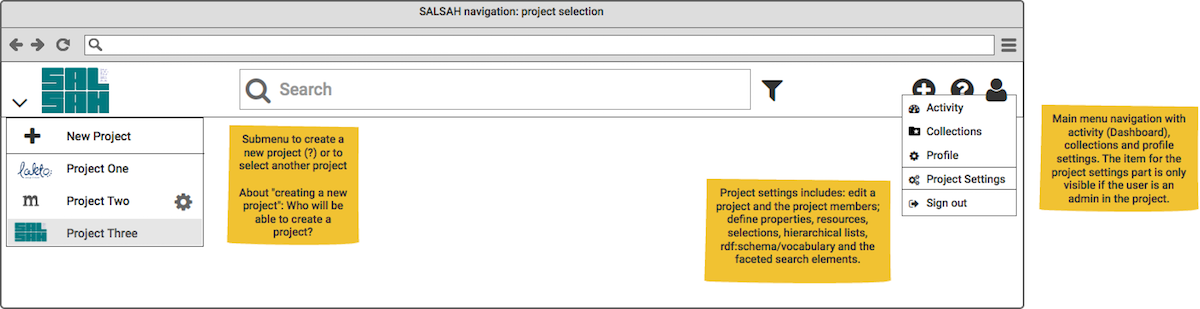 SALSAH navigation: project selection
SAL
SAH
Search
New Project
Project One
m
Project Two
SAL
SAH
Project Three
Submenu to create a
new project (?) or to
select another project
About "creating a new
project": Who will be
able to create a
project?
Project settings includes: edit a
project and the project members;
define properties, resources,
selections, hierarchical lists,
rdf:schema/vocabulary and the
faceted search elements.
Activity
Collections
Profile
Project Settings
Sign out
Main menu navigation with
activity (Dashboard),
collections and profile
settings. The item for the
project settings part is only
visible if the user is an
admin in the project.